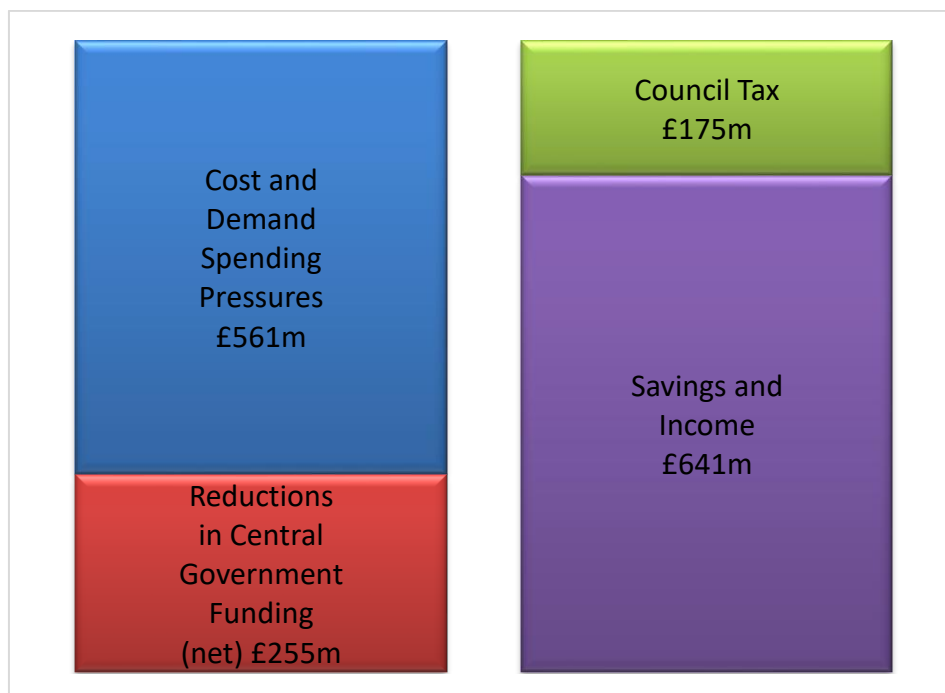 Cost and
Demand
Spending
Pressures
£561m
Reductions
in Central
Government
Funding
(net) £255m
Council Tax
£175m
Savings and
Income
£641m